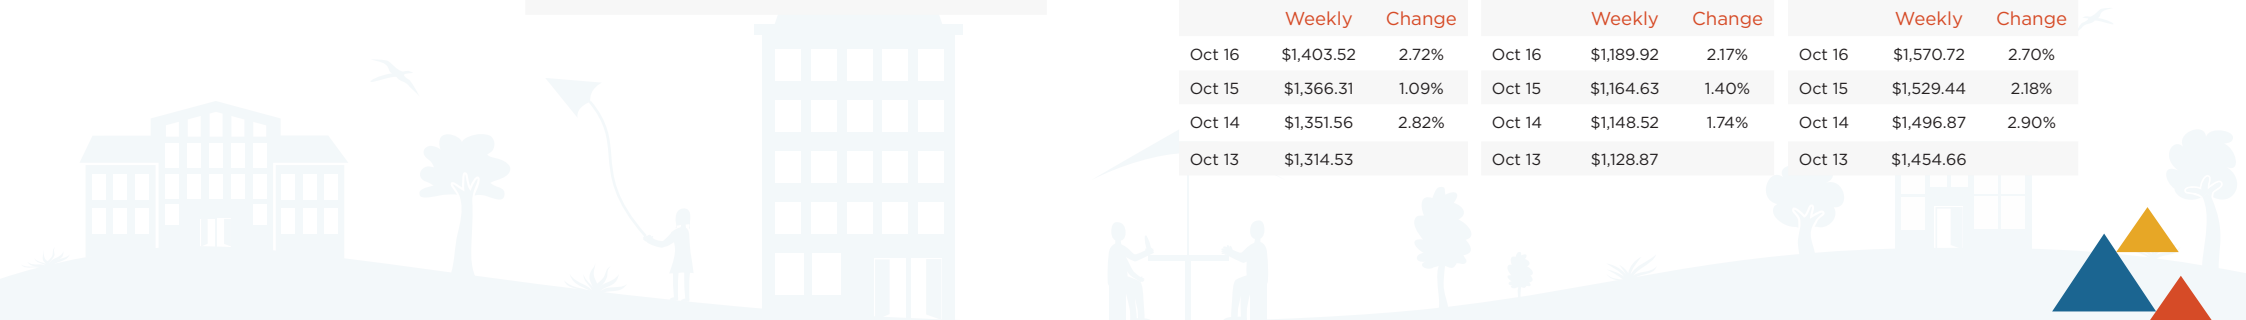 Weekly Change Weekly Change Weekly Change
Oct 16 $1,403.52 2.72% Oct 16 $1,189.92 2.17% Oct 16 $1,570.72 2.70%
Oct 15 $1,366.31 1.09% Oct 15 $1,164.63 1.40% Oct 15 $1,529.44 2.18%
Oct 14 $1,351.56 2.82% Oct 14 $1,148.52 1.74% Oct 14 $1,496.87 2.90%
Oct 13 $1,314.53 Oct 13 $1,128.87 Oct 13 $1,454.66